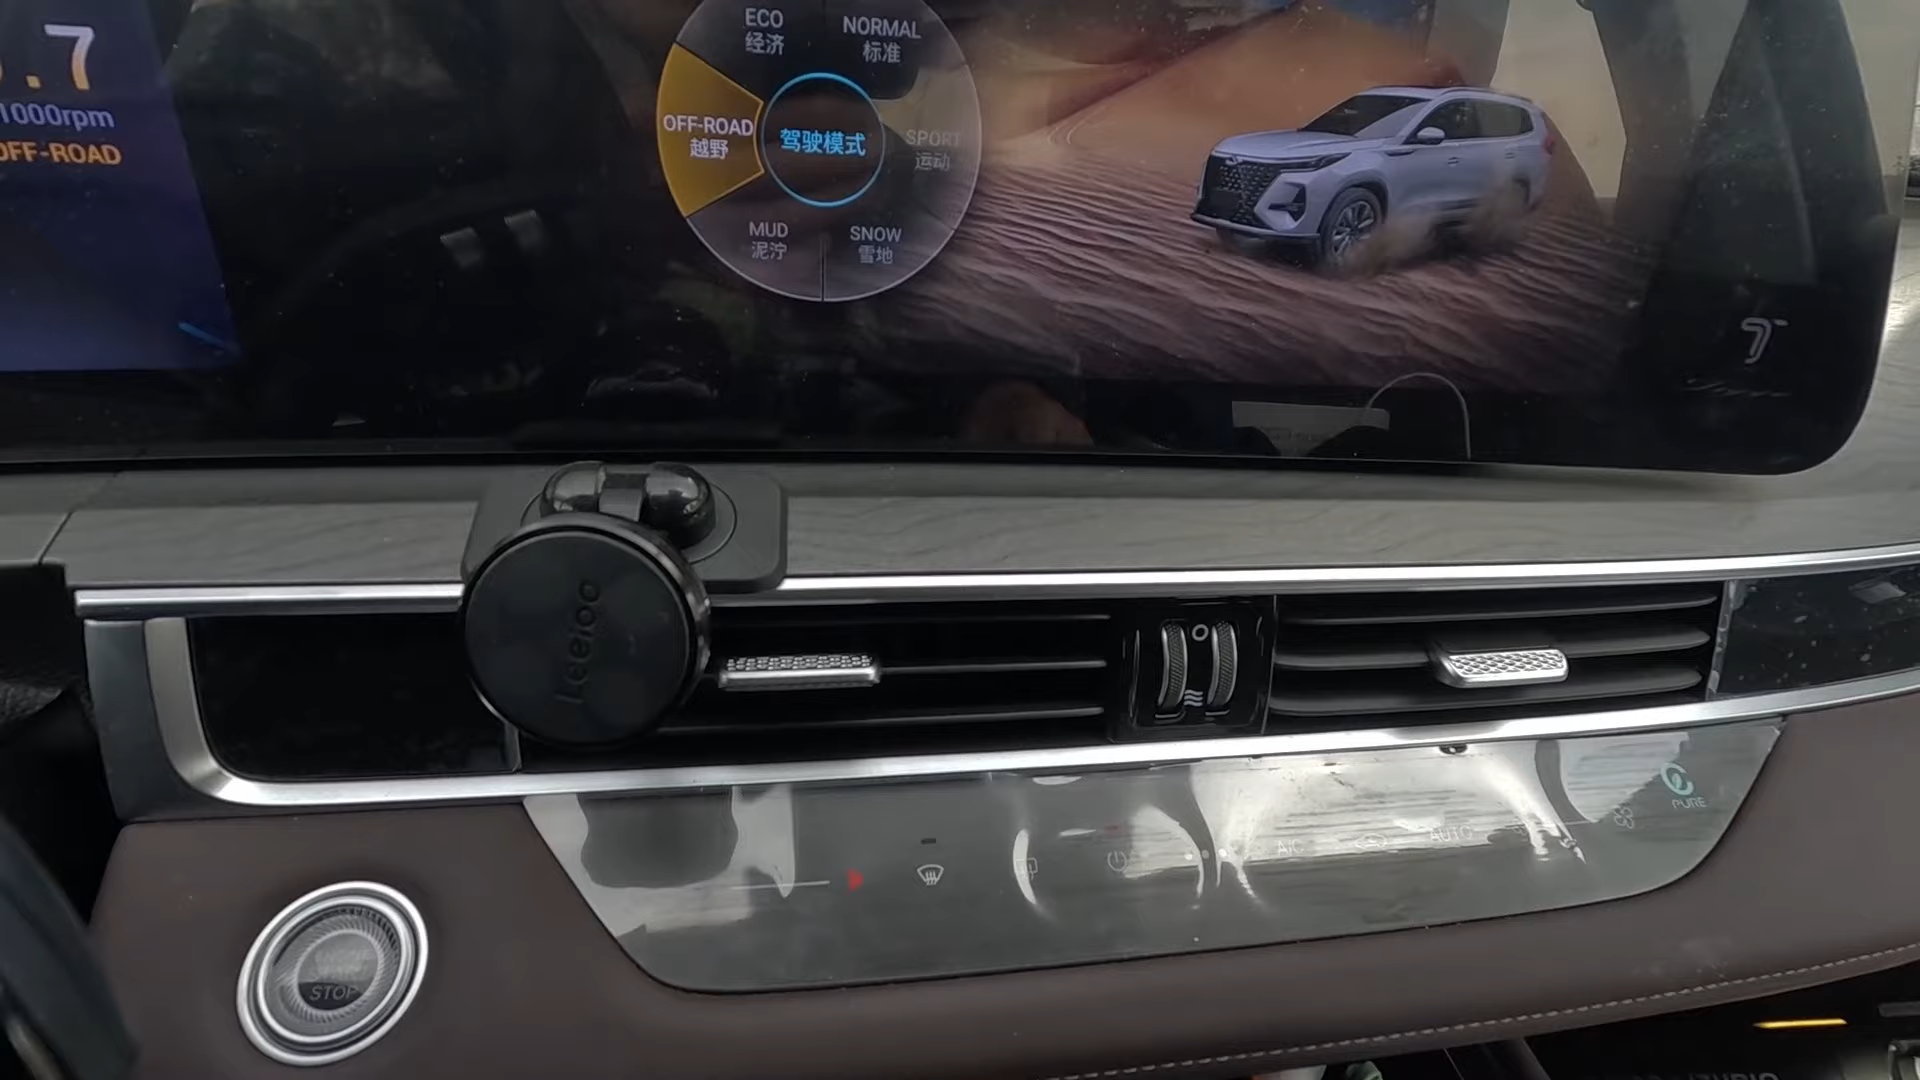 .7
1000rpm
OFF-ROAD
ECO
经济
NORMAL
标准
OFF-ROAD
越野
驾驶模式
SPORT
运动
MUD
泥泞
SNOW
雪地
Leeioo
A/C
AUTO
PURE
STOP